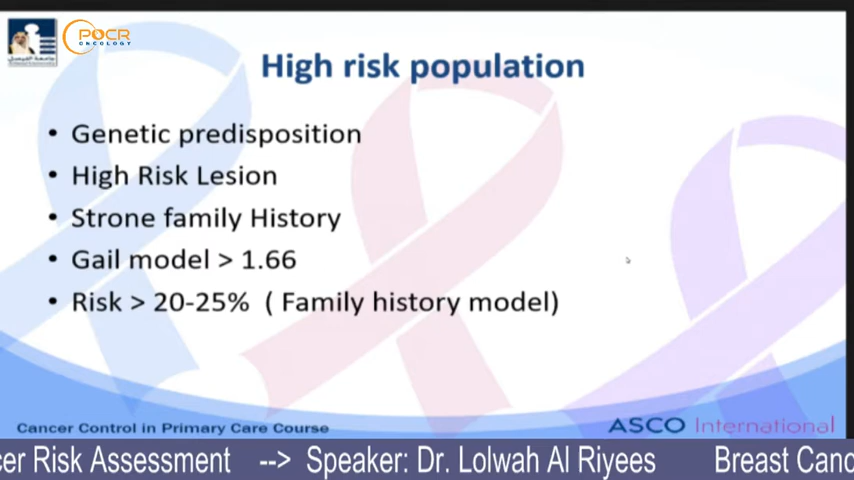 POCR
ONCOLOGY
High risk population
• Genetic predisposition
• High Risk Lesion
• Strone family History
• Gail model > 1.66
• Risk > 20-25% ( Family history model)
Cancer Control in Primary Care Course
ASCO International
cer Risk Assessment --> Speaker: Dr. Lolwah Al Riyees Breast Canc